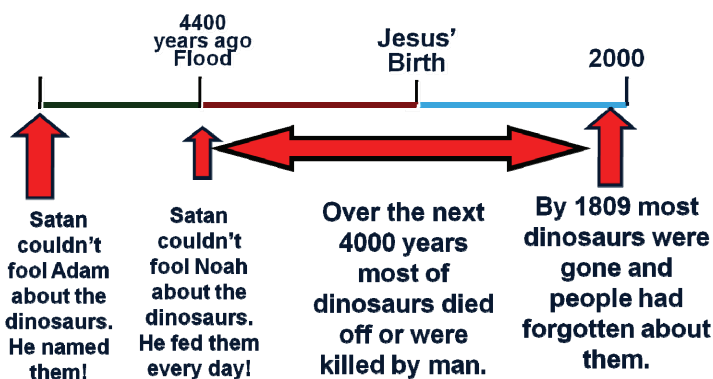 4400
years ago
Flood
Jesus'
Birth
2000
Satan
couldn't
fool Adam
about the
dinosaurs.
He named
them!
Satan
couldn't
fool Noah
about the
dinosaurs.
He fed them
every day!
Over the next
4000 years
most of
dinosaurs died
off or were
killed by man.
By 1809 most
dinosaurs were
gone and
people had
forgotten about
them.